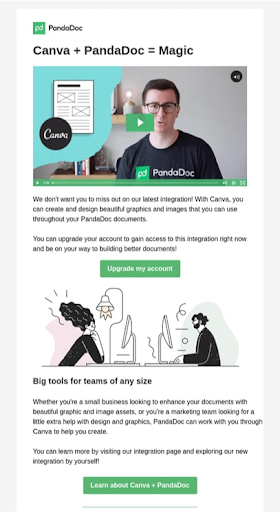 PandaDoc
Canva + PandaDoc = Magic
Canva
pd PandaDoc
We don't want you to miss out on our latest integration! With Canva, you
can create and design beautiful graphics and images that you can use
throughout your PandaDoc documents.
You can upgrade your account to gain access to this integration right now
and be on your way to building better documents!
Upgrade my account
Big tools for teams of any size
Whether you're a small business looking to enhance your documents with
beautiful graphic and image assets, or you're a marketing team looking for a
little extra help with design and graphics, PandaDoc can work with you through
Canva to help you create.
You can learn more by visiting our integration page and exploring our new
integration by yourself!
Learn about Canva + PandaDoc